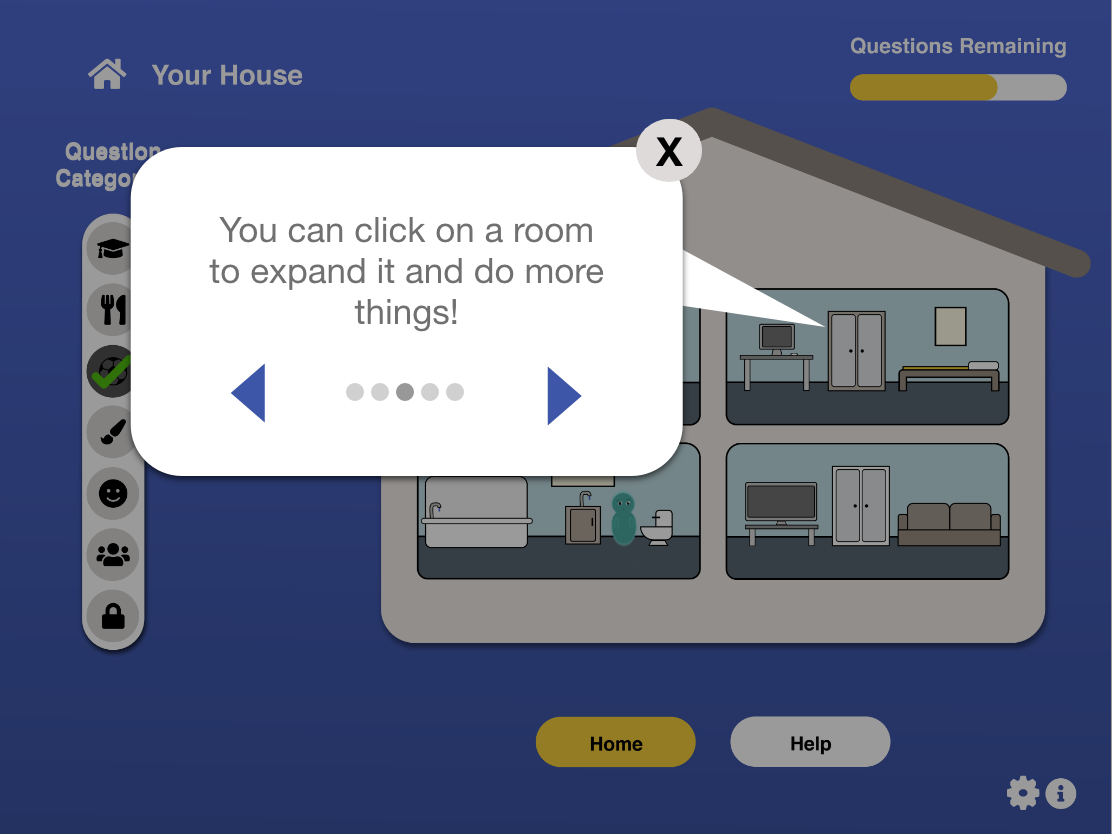 Your House
Questions Remaining
Question
Catego
X
You can click on a room
to expand it and do more
things!
Home
Help